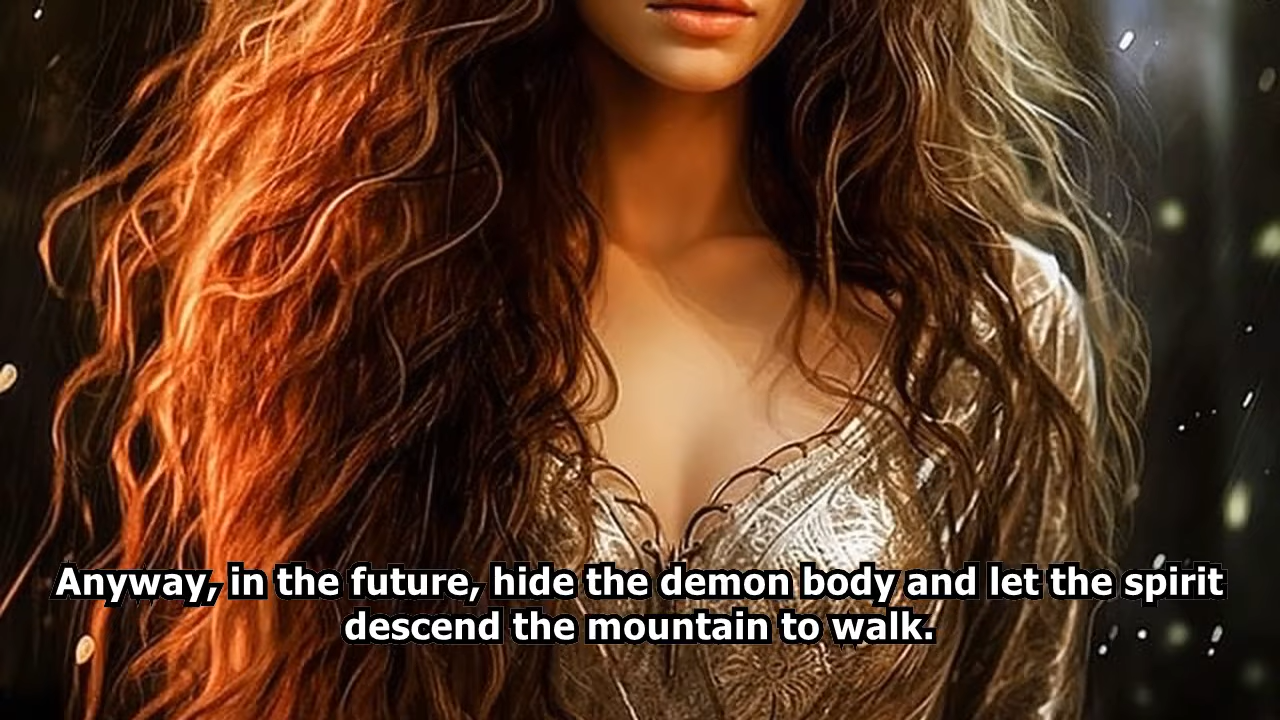 Anyway, in the future, hide the demon body and let the spirit
descend the mountain to walk.